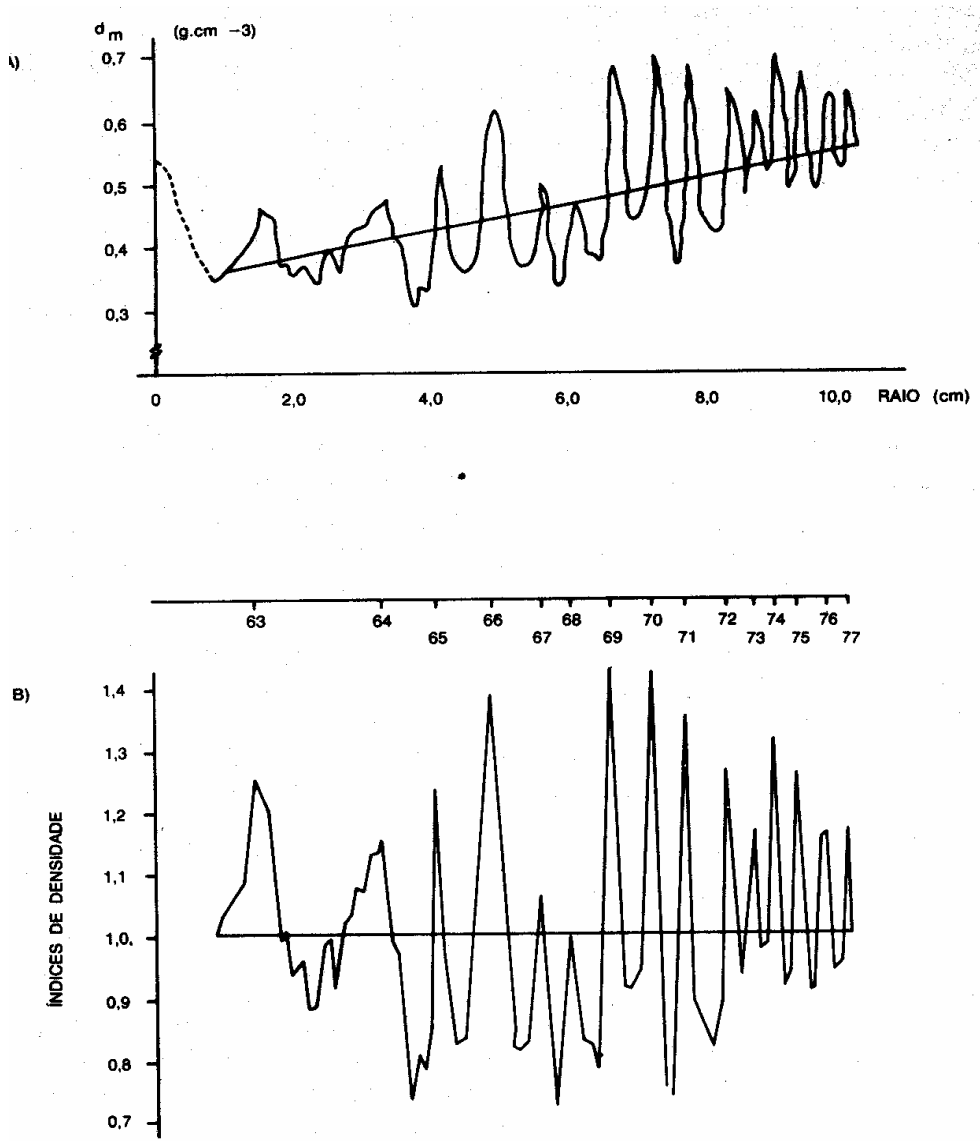 d m (g.cm -3)
A)
0,7
0,6
0,5
0,4
0,3
0 2,0 4,0 6,0 8,0 10,0 RAIO (cm)
63 64 66 67 68 70 72 74 76
65 69 71 73 75 77
B)
1,4
1,3
1,2
1,1
1,0.
0,9
0,8
0,7
ÍNDICES DE DENSIDADE